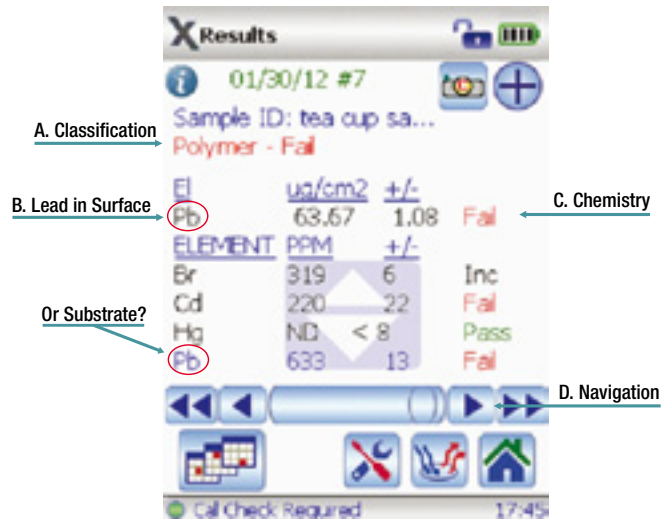 X Results
01/30/12 #7
Sample ID: tea cup sa...
A. Classification
Polymer - Fail
El ug/cm2 +/-
B. Lead in Surface
Pb 63.67 1.08 Fail
C. Chemistry
ELEMENT PPM +/-
Br 319 6 Inc
Cd 220 22 Fail
Or Substrate?
Hg ND < 8 Pass
Pb 633 13 Fail
D. Navigation
Cal Check Required 17:45